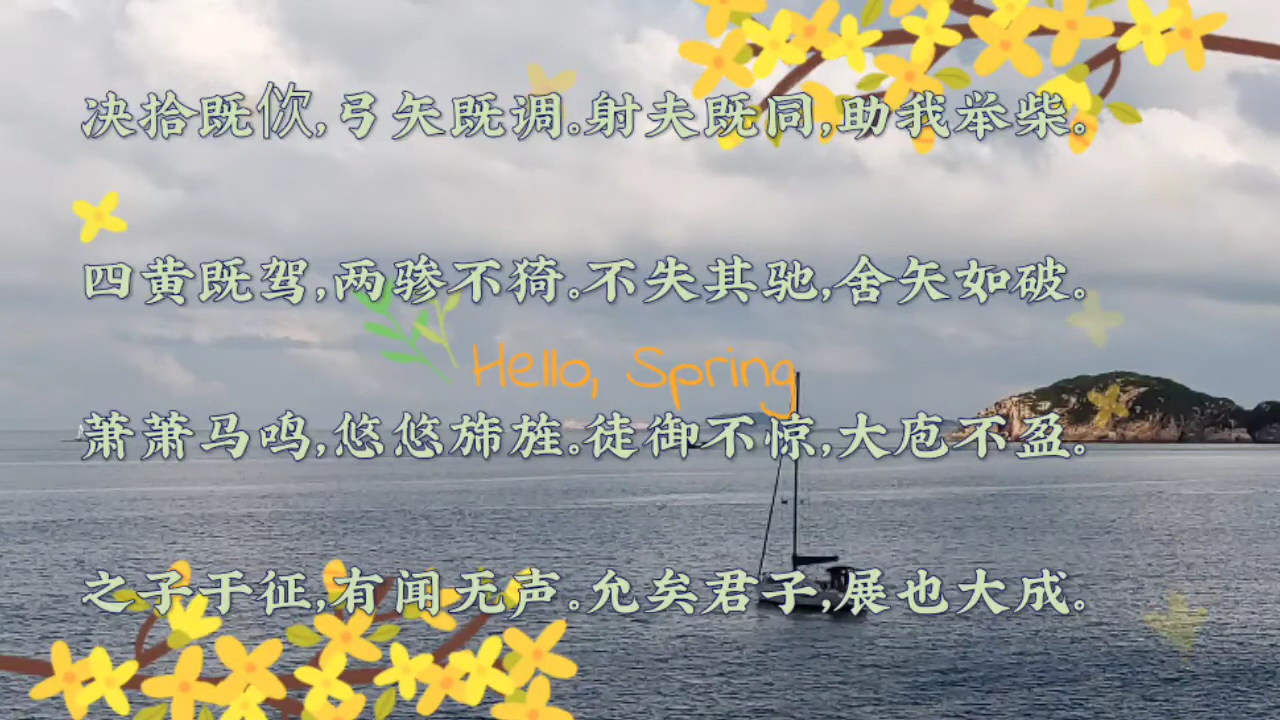 决拾既佽,弓矢既调。射夫既同,助我举柴。
四黄既驾,两骖不猗。不失其驰,舍矢如破。
Hello, Spring
萧萧马鸣,悠悠旆旌。徒御不惊,大庖不盈。
之子于征,有闻无声。允矣君子,展也大成。